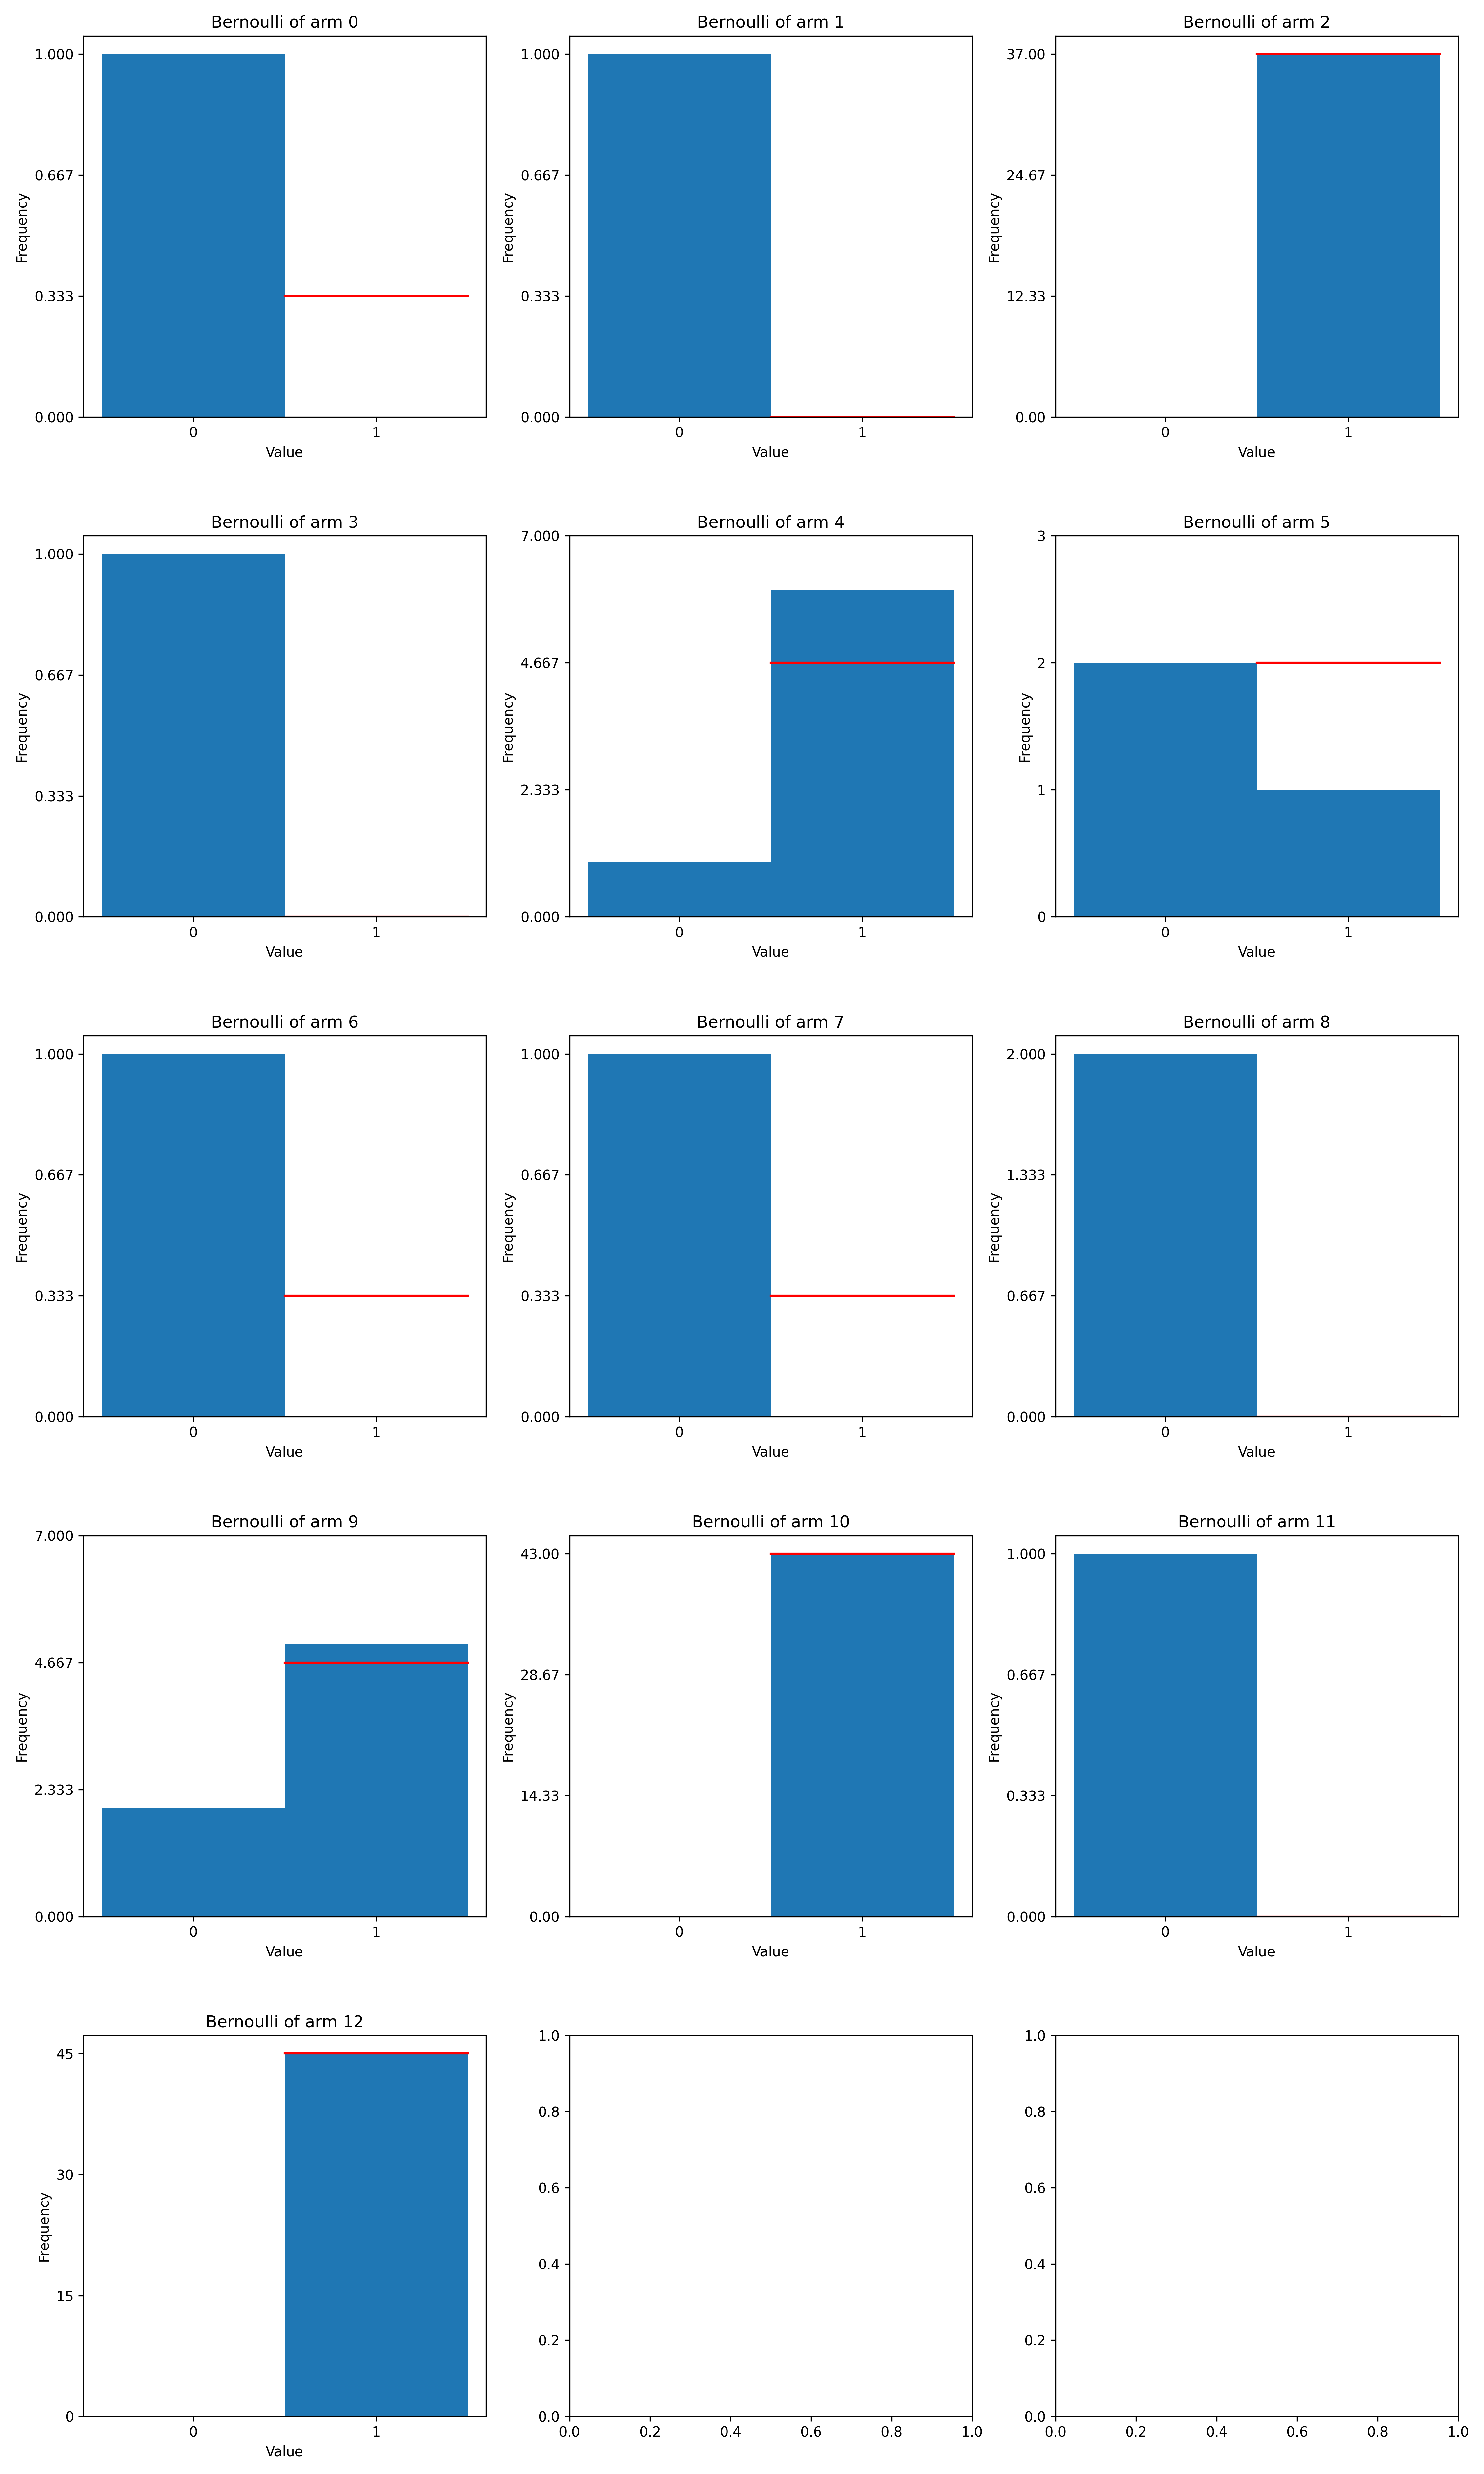 Bernoulli of arm 0
1.000
0.667
0.333
0.000
Frequency
0 1
Value
Bernoulli of arm 1
1.000
0.667
0.333
0.000
Frequency
0 1
Value
Bernoulli of arm 2
37.00
24.67
12.33
0.00
Frequency
0 1
Value
Bernoulli of arm 3
1.000
0.667
0.333
0.000
Frequency
0 1
Value
Bernoulli of arm 4
7.000
4.667
2.333
0.000
Frequency
0 1
Value
Bernoulli of arm 5
3
2
1
0
Frequency
0 1
Value
Bernoulli of arm 6
1.000
0.667
0.333
0.000
Frequency
0 1
Value
Bernoulli of arm 7
1.000
0.667
0.333
0.000
Frequency
0 1
Value
Bernoulli of arm 8
2.000
1.333
0.667
0.000
Frequency
0 1
Value
Bernoulli of arm 9
7.000
4.667
2.333
0.000
Frequency
0 1
Value
Bernoulli of arm 10
43.00
28.67
14.33
0.00
Frequency
0 1
Value
Bernoulli of arm 11
1.000
0.667
0.333
0.000
Frequency
0 1
Value
Bernoulli of arm 12
45
30
15
0
Frequency
0 1
Value
1.0
0.8
0.6
0.4
0.2
0.0
0.0 0.2 0.4 0.6 0.8 1.0
1.0
0.8
0.6
0.4
0.2
0.0
0.0 0.2 0.4 0.6 0.8 1.0